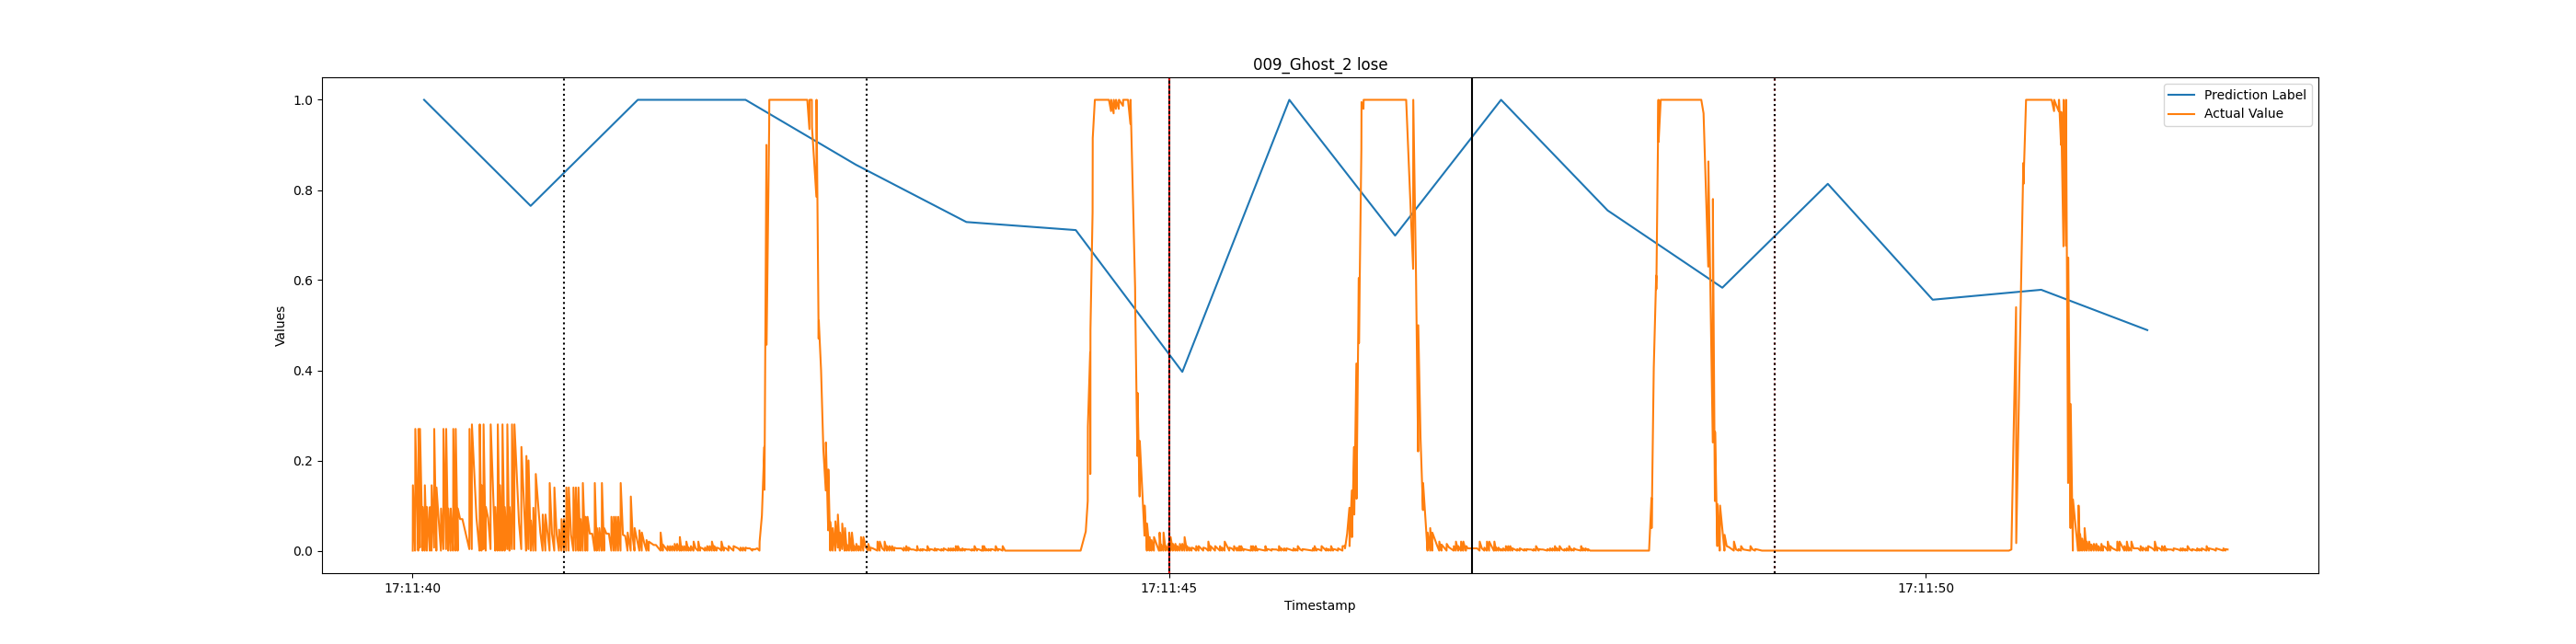 009_Ghost_2 lose
Prediction Label
Actual Value
1.0
0.8
0.6
0.4
0.2
0.0
Values
17:11:40
17:11:45
17:11:50
Timestamp